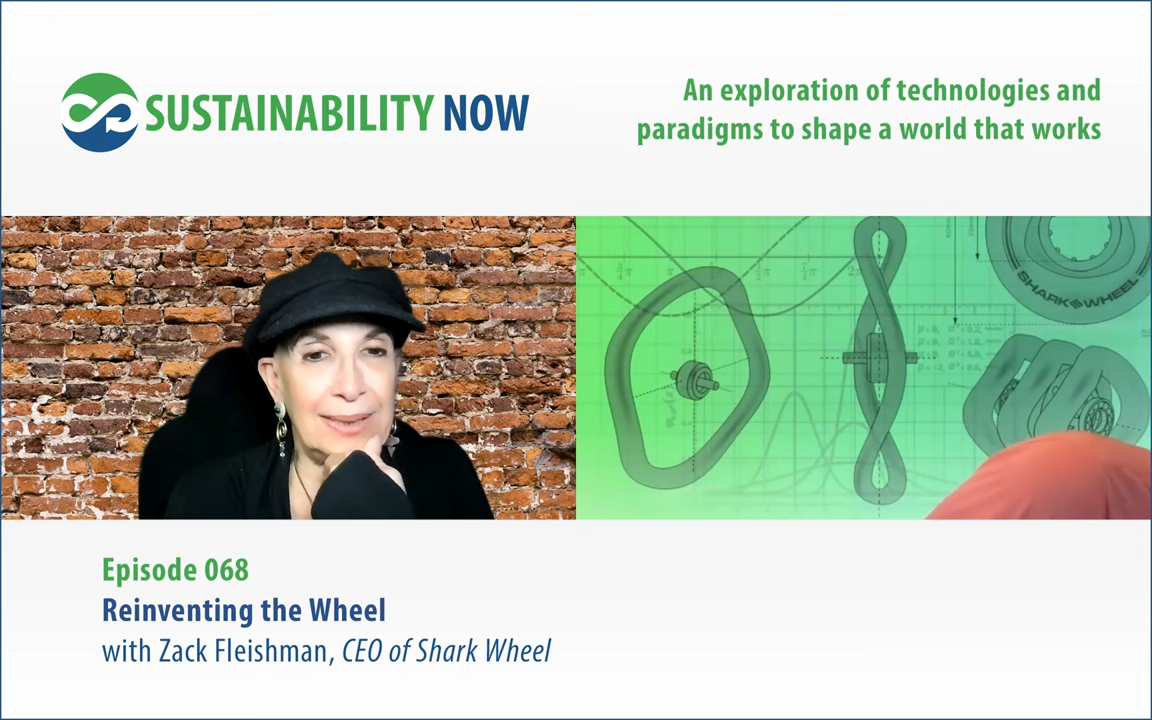 SUSTAINABILITY NOW
An exploration of technologies and
paradigms to shape a world that works
SHARK WHEEL
Episode 068
Reinventing the Wheel
with Zack Fleishman, CEO of Shark Wheel